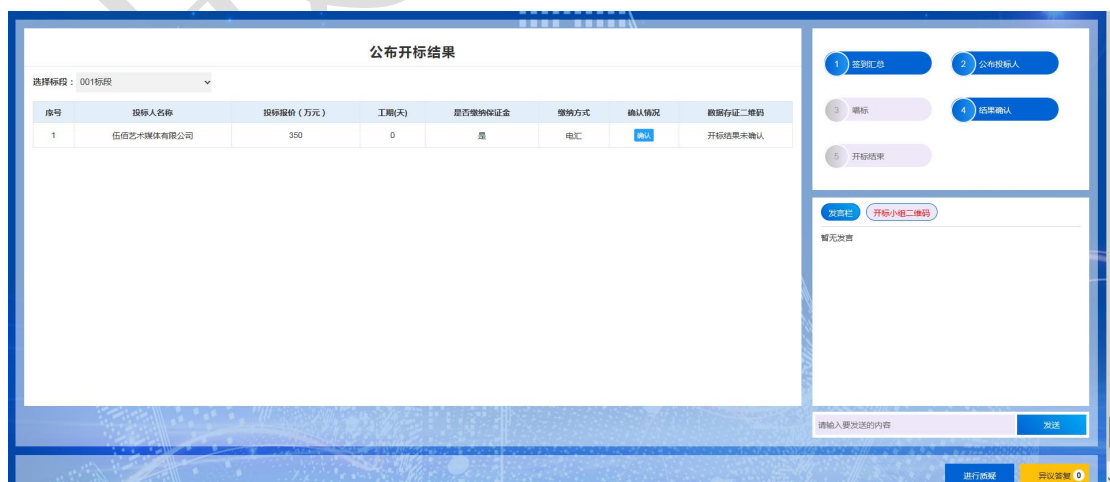 公布开标结果
选择标段： 001标段
序号 投标人名称 投标报价（万元） 工期(天) 是否缴纳保证金 缴纳方式 确认情况 数据存证二维码
1 伍佰艺术媒体有限公司 350 0 是 电汇 确认 开标结果未确认
1 签到汇总 2 公布投标人
3 唱标 4 结果确认
5 开标结果
发言栏 开标小组二维码
暂无发言
请输入要发送的内容 发送
进行质疑 异议答复 0